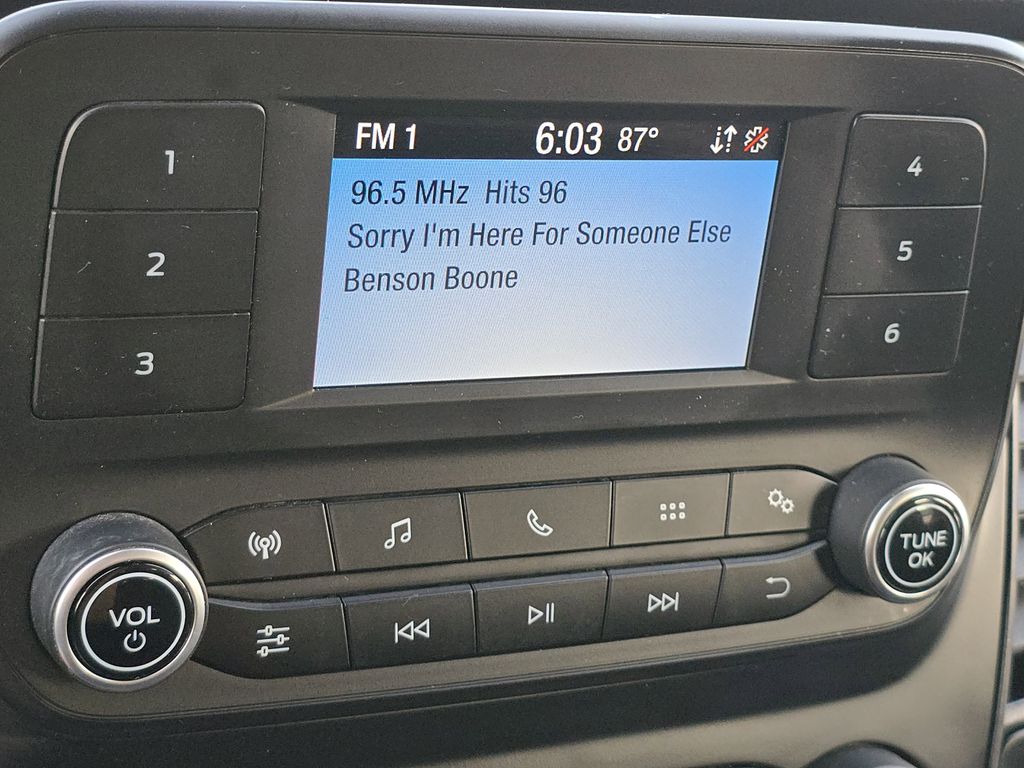 FM 1 6:03 87°
96.5 MHz Hits 96
Sorry I'm Here For Someone Else
Benson Boone
1
2
3
4
5
6
VOL
TUNE
OK